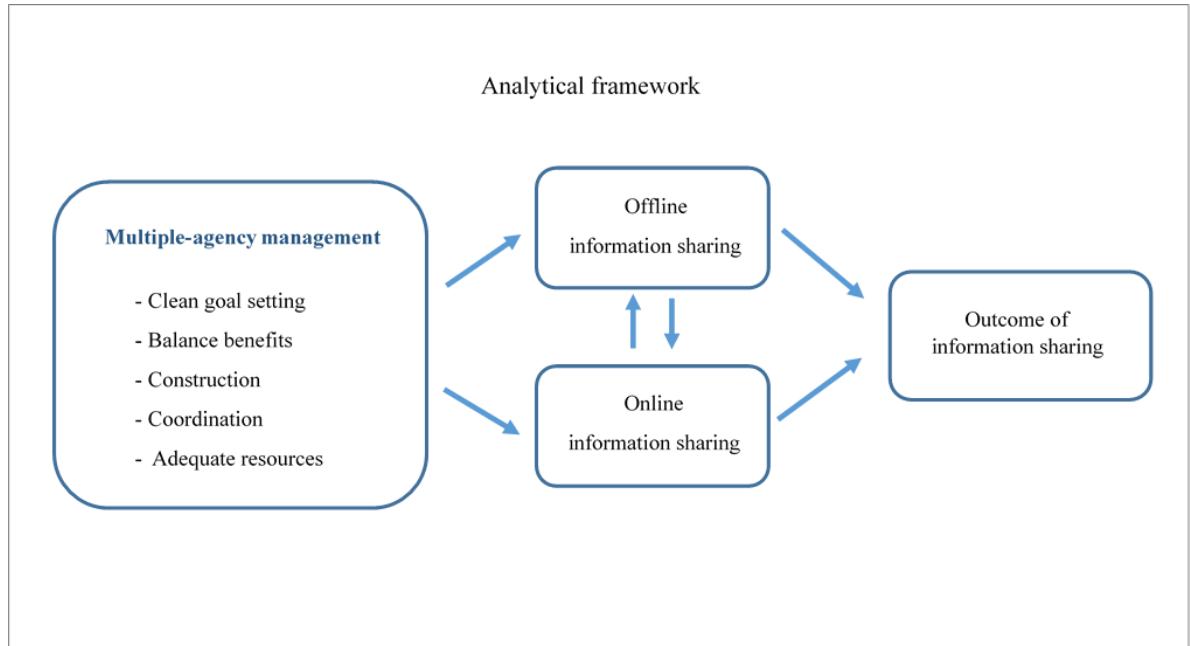 Analytical framework
Multiple-agency management
- Clean goal setting
- Balance benefits
- Construction
- Coordination
- Adequate resources
Offline
information sharing
Online
information sharing
Outcome of
information sharing